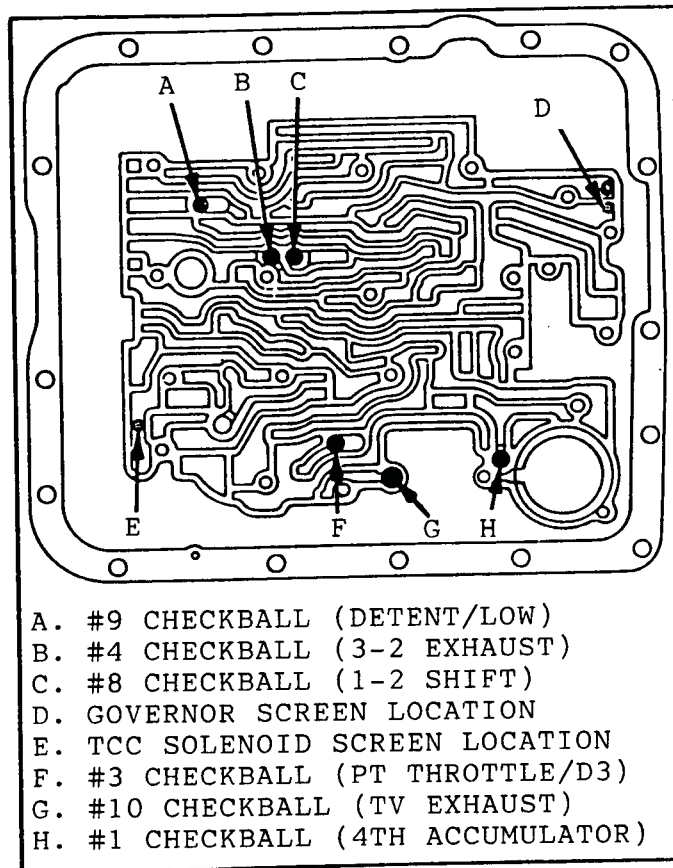 A
B
C
D
E
F
G
H
A. #9 CHECKBALL (DETENT/LOW)
B. #4 CHECKBALL (3-2 EXHAUST)
C. #8 CHECKBALL (1-2 SHIFT)
D. GOVERNOR SCREEN LOCATION
E. TCC SOLENOID SCREEN LOCATION
F. #3 CHECKBALL (PT THROTTLE/D3)
G. #10 CHECKBALL (TV EXHAUST)
H. #1 CHECKBALL (4TH ACCUMULATOR)